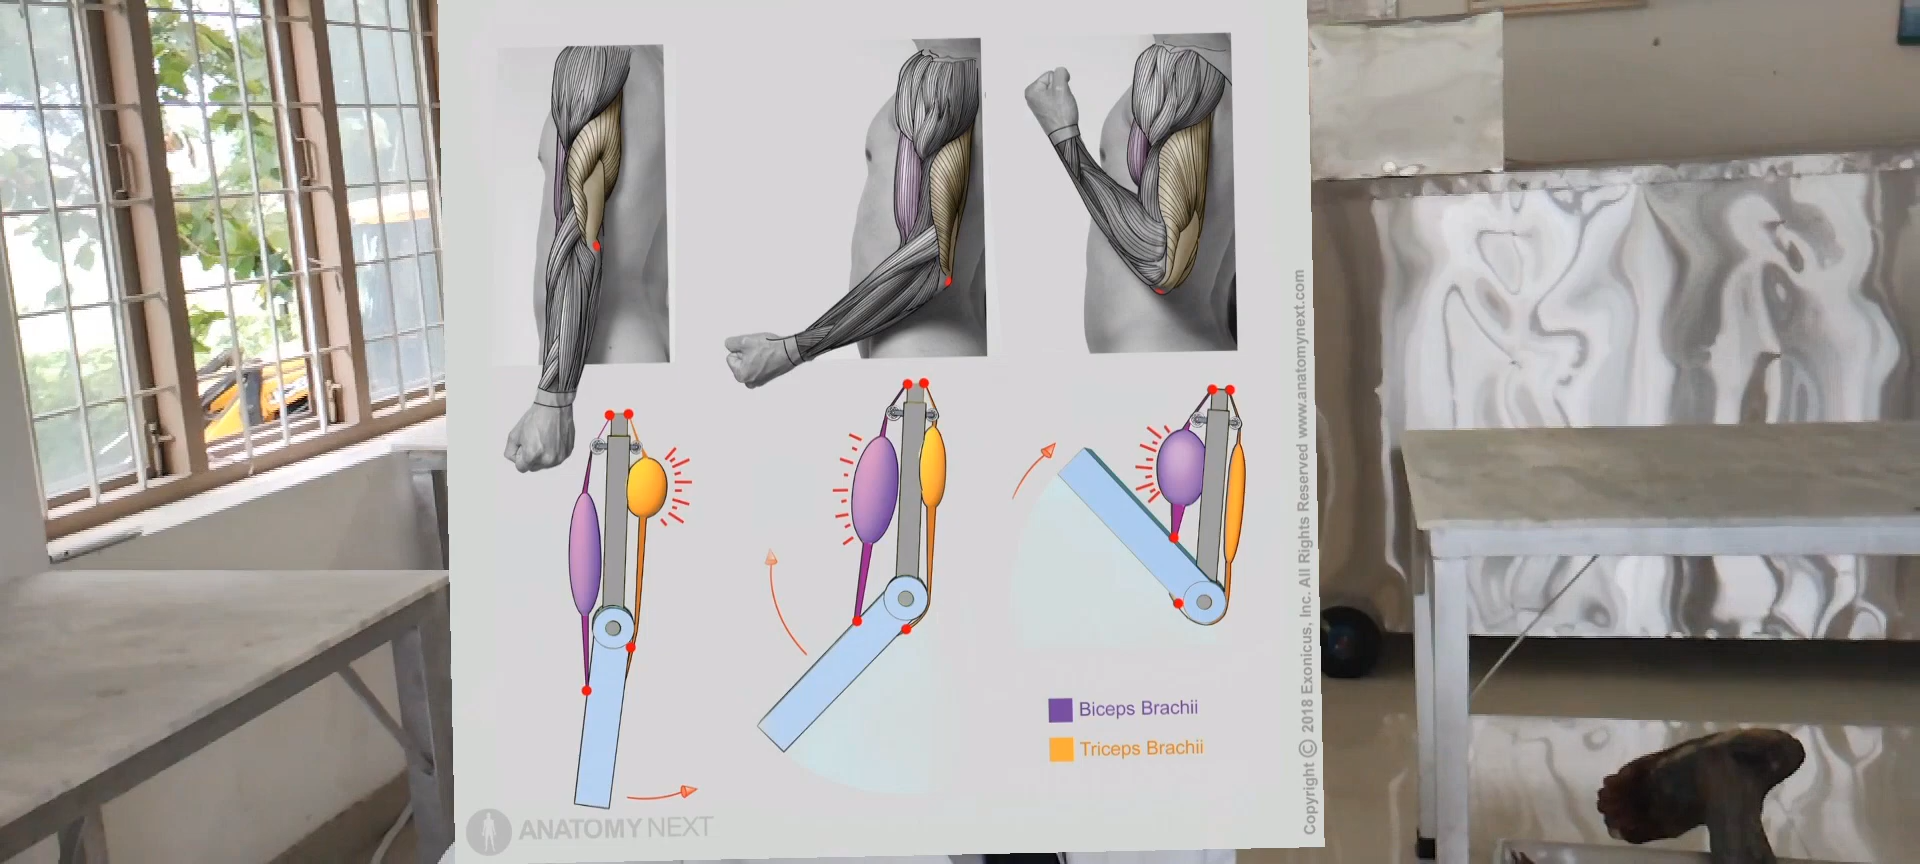 Biceps Brachii
Triceps Brachii
ANATOMY NEXT
Copyright © 2018 Exonicus, Inc. All Rights Reserved www.anatomynext.com